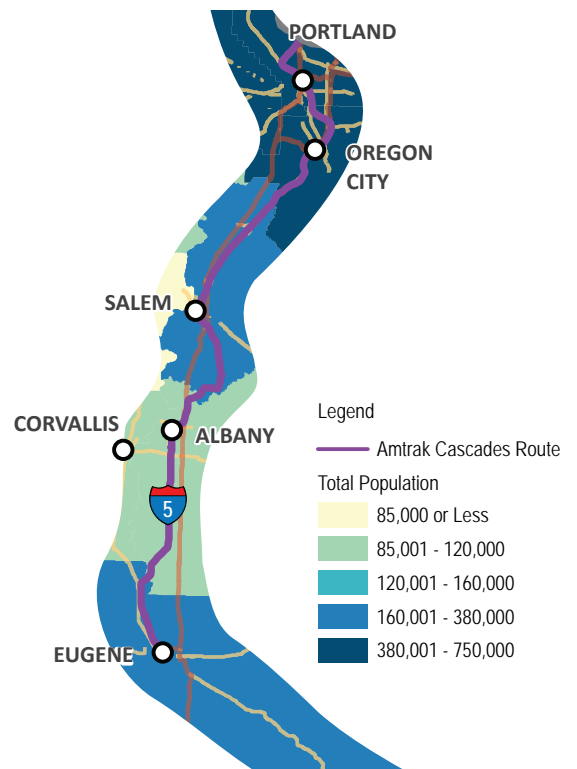 PORTLAND
OREGON
CITY
SALEM
CORVALLIS
ALBANY
5
EUGENE
Legend
Amtrak Cascades Route
Total Population
85,000 or Less
85,001 - 120,000
120,001 - 160,000
160,001 - 380,000
380,001 - 750,000